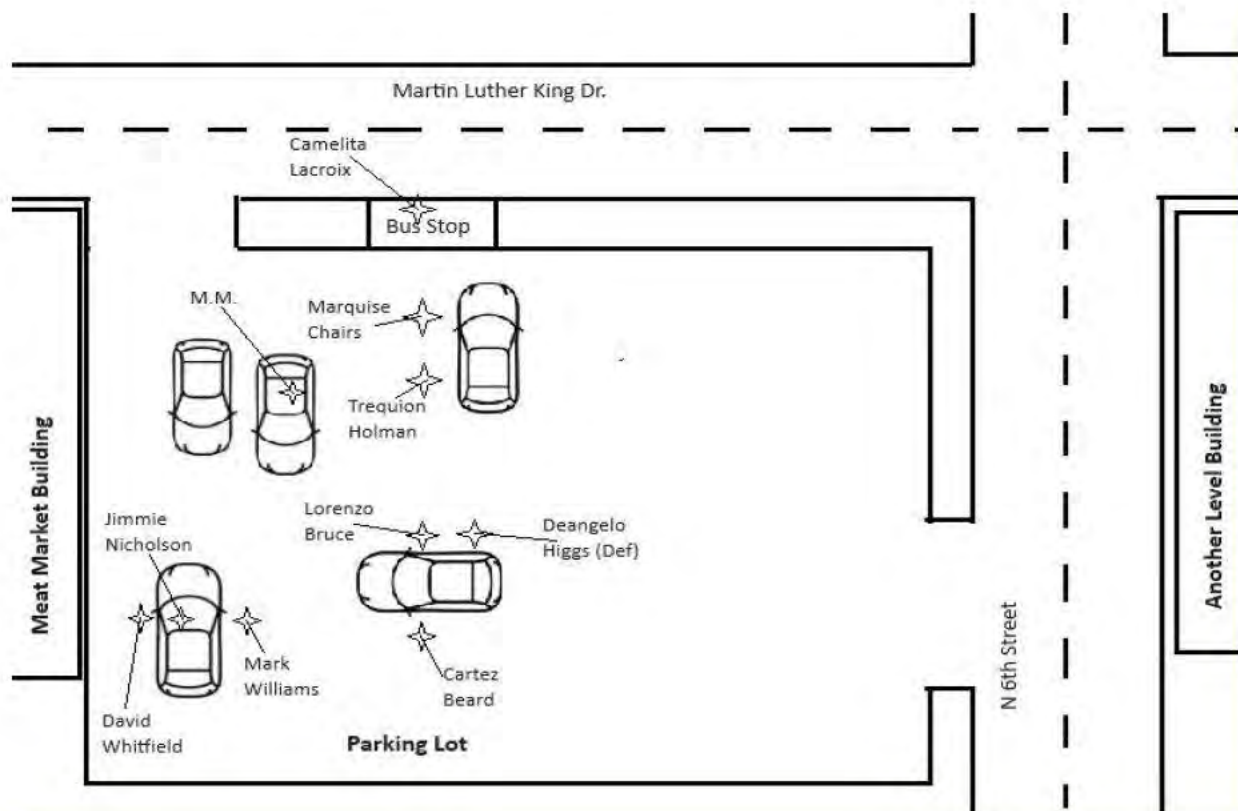 Martin Luther King Dr.
Camelita
Lacroix
Bus Stop
M.M.
Marquise
Chairs
Trequion
Holman
Meat Market Building
Another Level Building
Lorenzo
Bruce
Deangelo
Higgs (Def)
Jimmie
Nicholson
N 6th Street
Mark
Williams
Cartez
Beard
David
Whitfield
Parking Lot